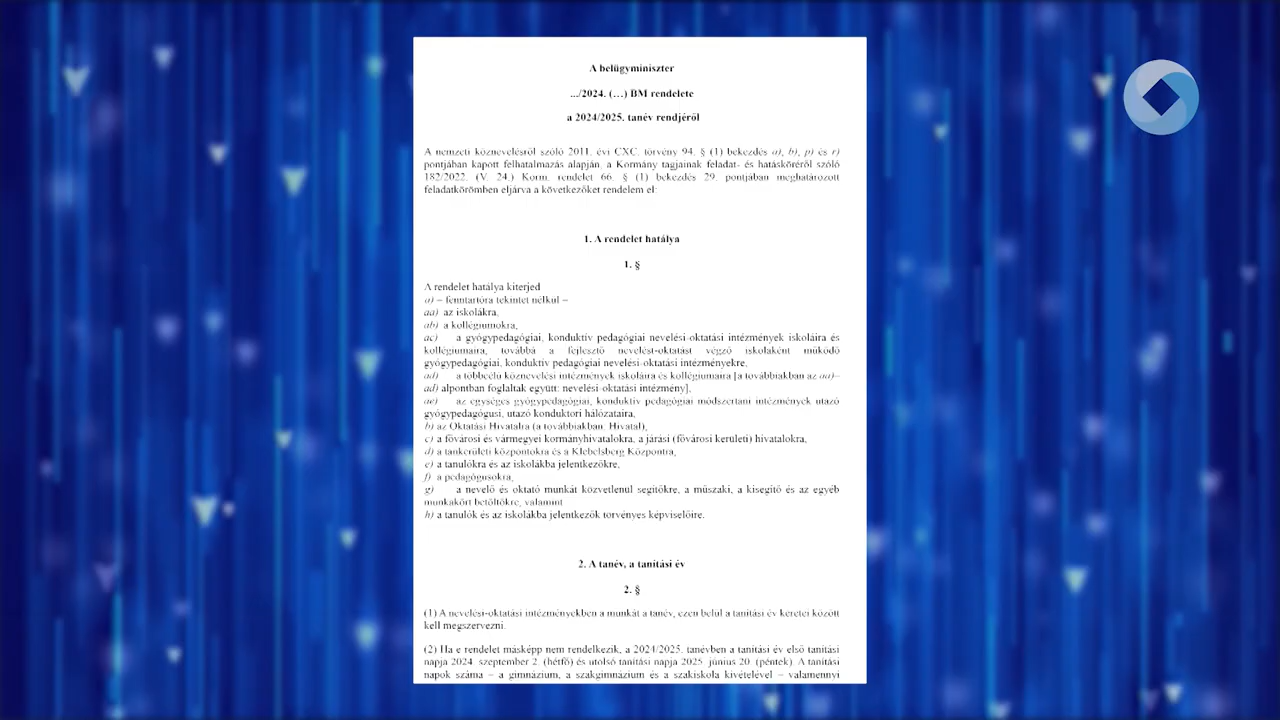 A belügyminiszter
.../2024. (…) BM rendelete
a 2024/2025. tanév rendjéről
A nemzeti köznevelésről szóló 2011. évi CXC. törvény 94. § (1) bekezdés a), b), p) és r)
pontjában kapott felhatalmazás alapján, a Kormány tagjainak feladat- és hatásköréről szóló
182/2022. (V. 24.) Korm. rendelet 66. § (1) bekezdés 29. pontjában meghatározott
feladatkörömben eljárva a következőket rendelem el:
1. A rendelet hatálya
1. §
A rendelet hatálya kiterjed
a) – fenntartóra tekintet nélkül –
aa) az iskolákra,
ab) a kollégiumokra,
ac) a gyógypedagógiai, konduktív pedagógiai nevelési-oktatási intézmények iskoláira és
kollégiumaira, továbbá a fejlesztő nevelést-oktatást végző iskolaként működő
gyógypedagógiai, konduktív pedagógiai nevelési-oktatási intézményekre,
ad) a többcélú köznevelési intézmények iskoláira és kollégiumaira [a továbbiakban az aa)–
ad) alpontban foglaltak együtt: nevelési-oktatási intézmény],
ae) az egységes gyógypedagógiai, konduktív pedagógiai módszertani intézmények utazó
gyógypedagógusi, utazó konduktori hálózataira,
b) az Oktatási Hivatalra (a továbbiakban: Hivatal),
c) a fővárosi és vármegyei kormányhivatalokra, a járási (fővárosi kerületi) hivatalokra,
d) a tankerületi központokra és a Klebelsberg Központra,
e) a tanulókra és az iskolákba jelentkezőkre,
f) a pedagógusokra,
g) a nevelő és oktató munkát közvetlenül segítőkre, a műszaki, a kisegítő és az egyéb
munkakört betöltőkre, valamint
h) a tanulók és az iskolákba jelentkezők törvényes képviselőire.
2. A tanév, a tanítási év
2. §
(1) A nevelési-oktatási intézményekben a munkát a tanév, ezen belül a tanítási év keretei között
kell megszervezni.
(2) Ha e rendelet másképp nem rendelkezik, a 2024/2025. tanévben a tanítási év első tanítási
napja 2024. szeptember 2. (hétfő) és utolsó tanítási napja 2025. június 20. (péntek). A tanítási
napok száma – a gimnázium, a szakgimnázium és a szakiskola kivételével – valamennyi